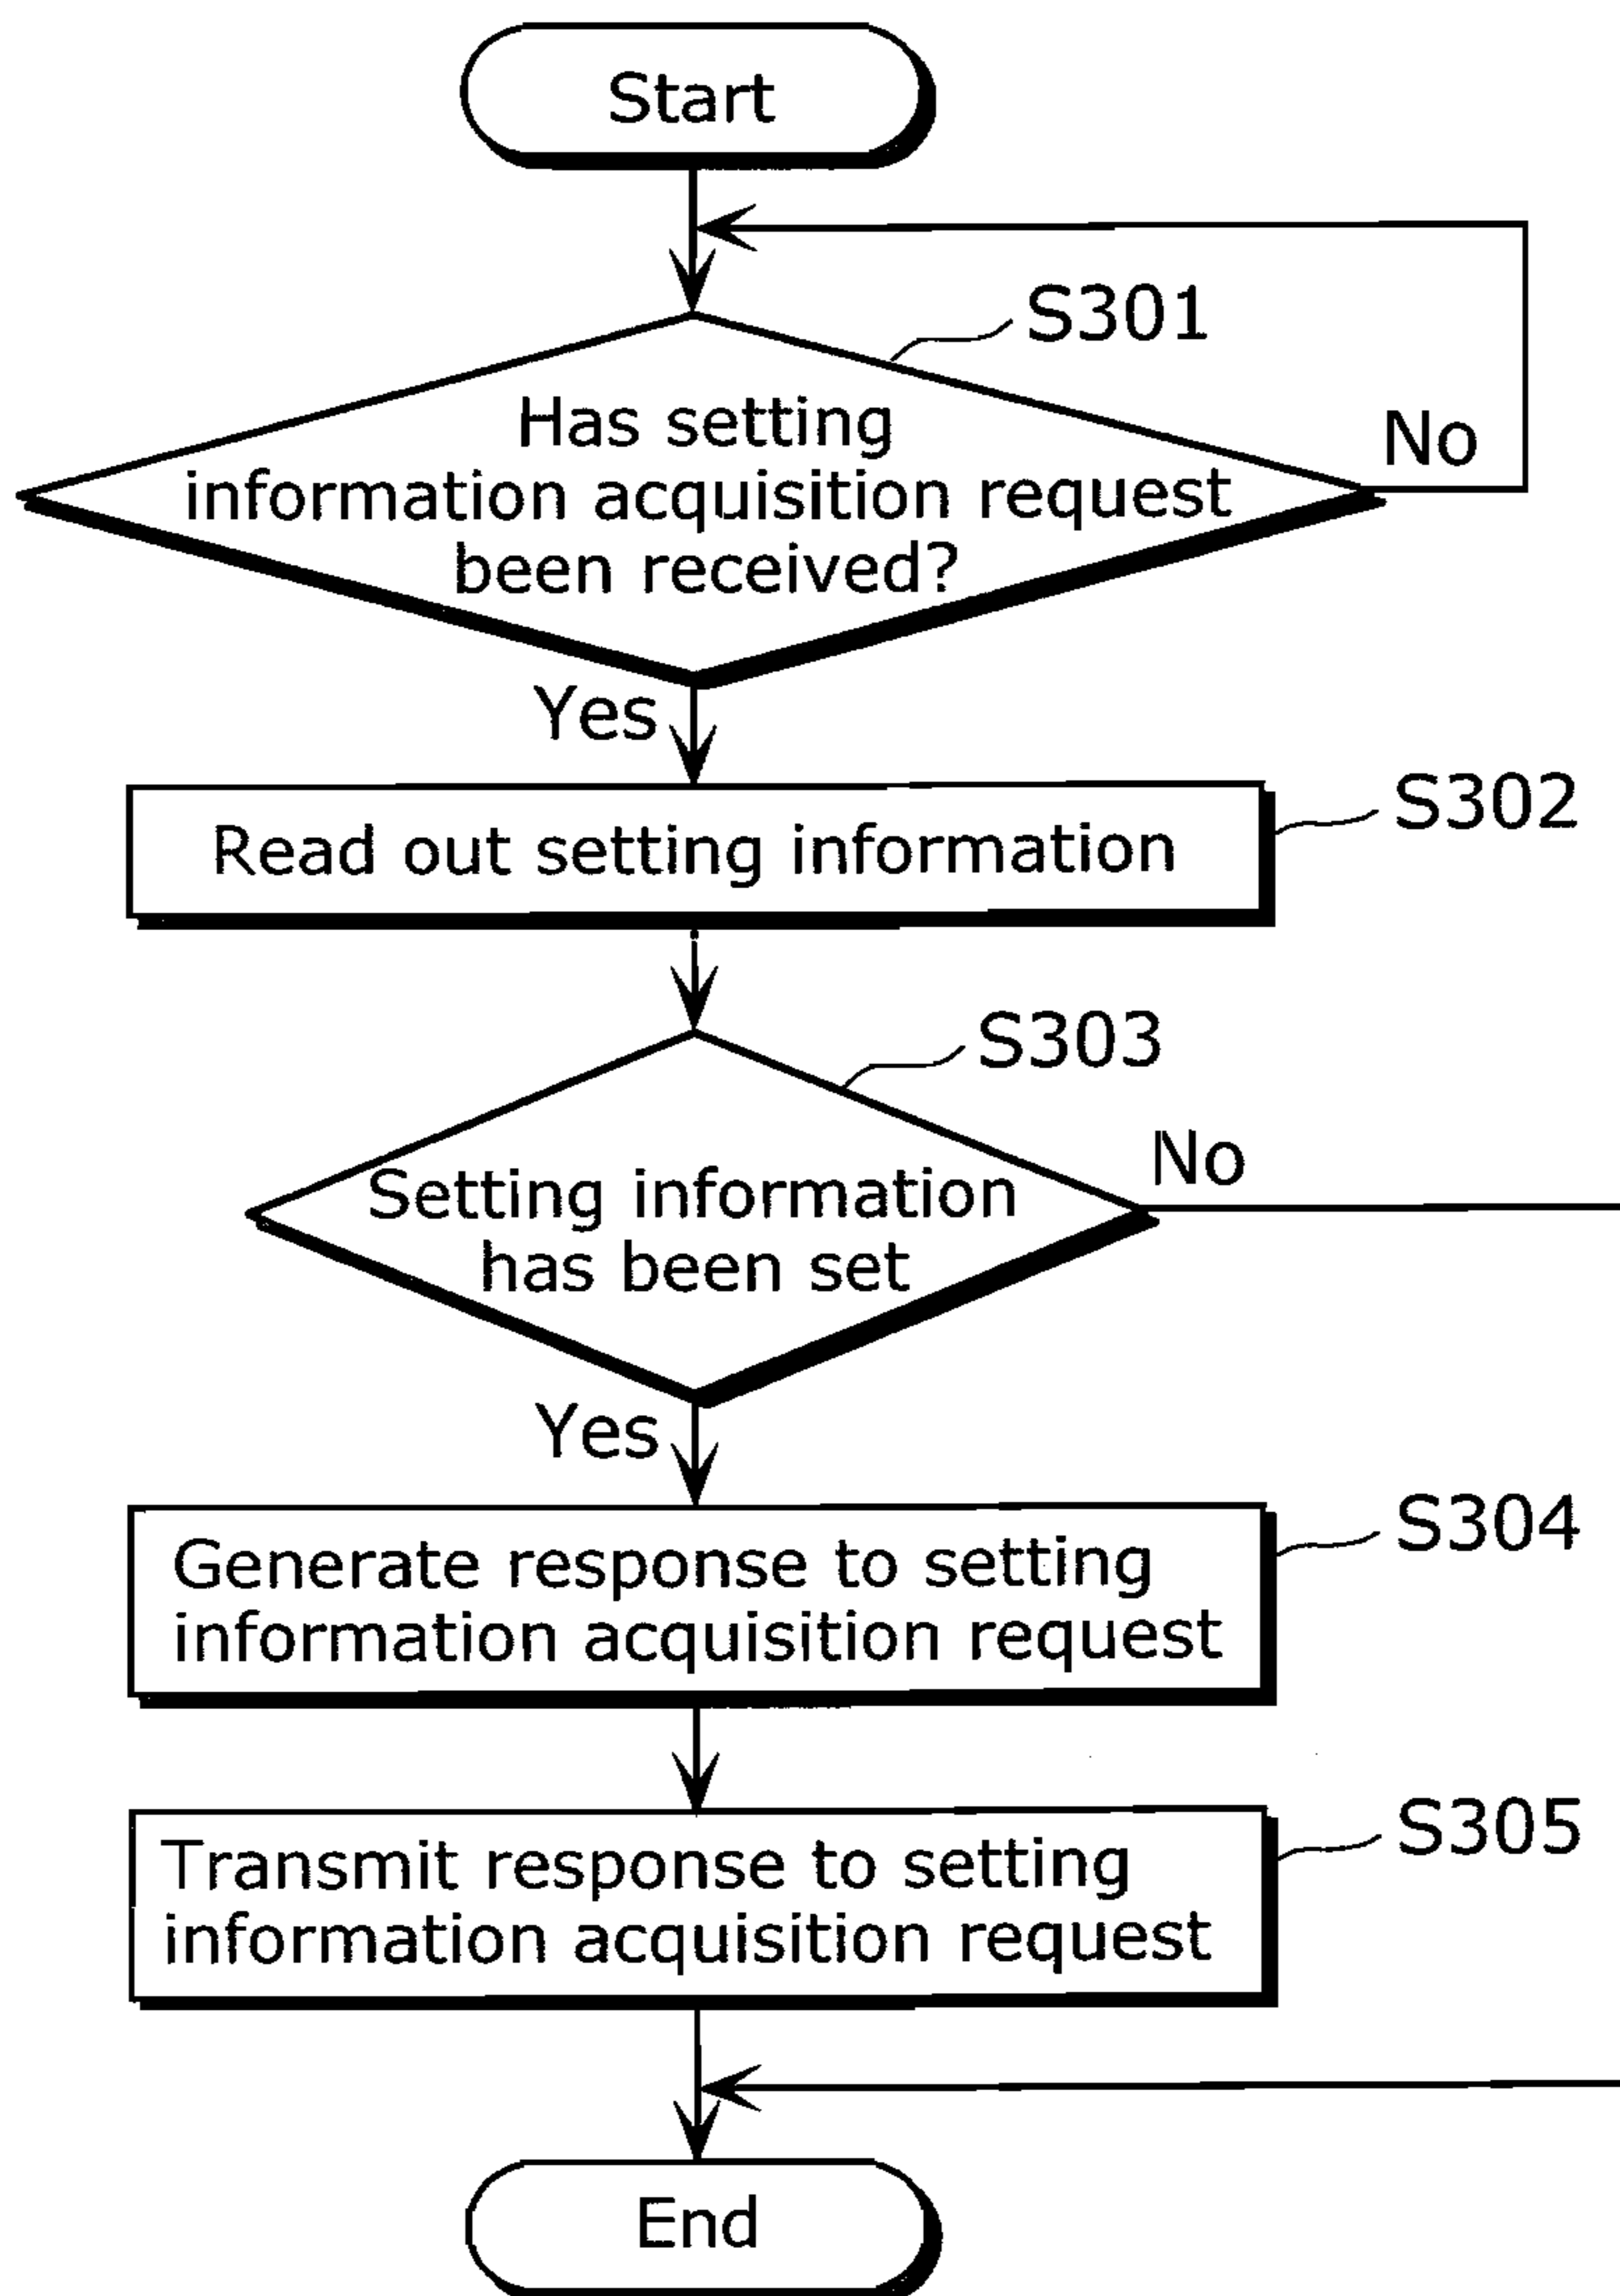 Start
S301
Has setting
information acquisition request
been received?
No
Yes
Read out setting information
S302
S303
Setting information
has been set
No
Yes
Generate response to setting
information acquisition request
S304
Transmit response to setting
information acquisition request
S305
End